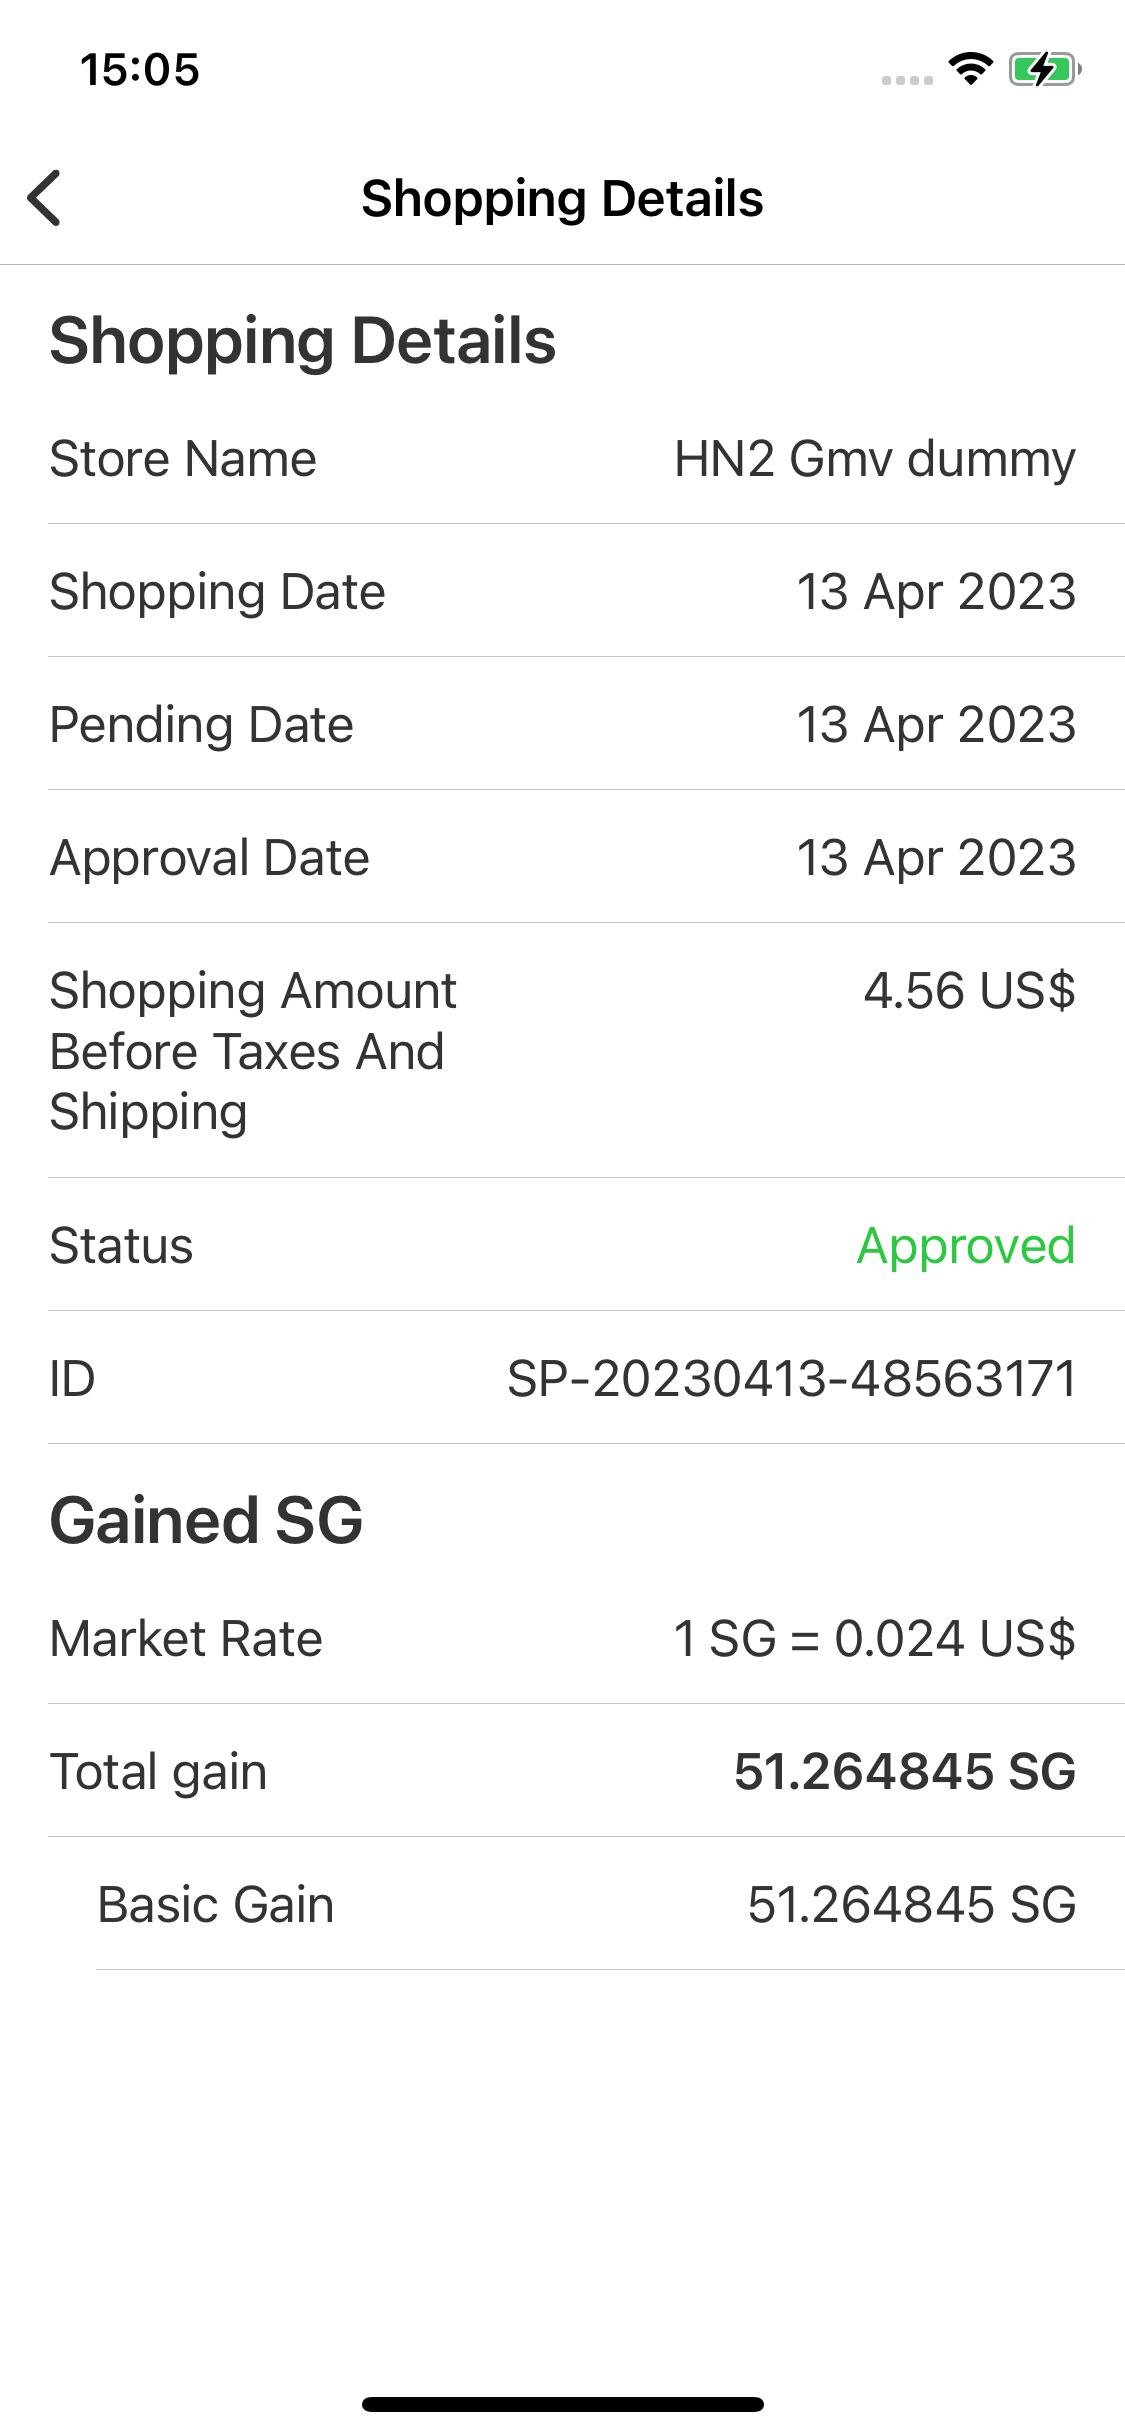 15:05
Shopping Details
Shopping Details
Store Name HN2 Gmv dummy
Shopping Date 13 Apr 2023
Pending Date 13 Apr 2023
Approval Date 13 Apr 2023
Shopping Amount 4.56 US$
Before Taxes And
Shipping
Status Approved
ID SP-20230413-48563171
Gained SG
Market Rate 1 SG = 0.024 US$
Total gain 51.264845 SG
Basic Gain 51.264845 SG